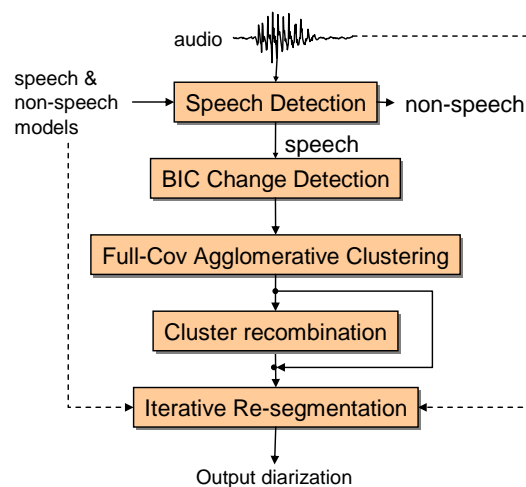 audio
speech &
non-speech
models
Speech Detection
non-speech
speech
BIC Change Detection
Full-Cov Agglomerative Clustering
Cluster recombination
Iterative Re-segmentation
Output diarization